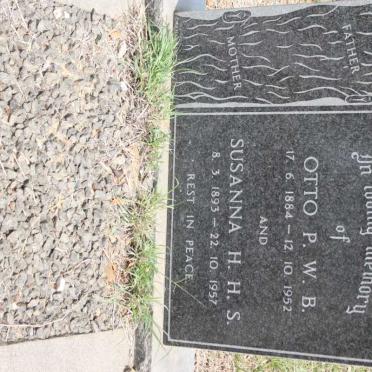 FATHER
MOTHER
In loving memory
of
OTTO P. W. B.
17. 6. 1884 — 12. 10. 1952
AND
SUSANNA H. H. S.
8. 3. 1893 — 22. 10. 1957
REST IN PEACE